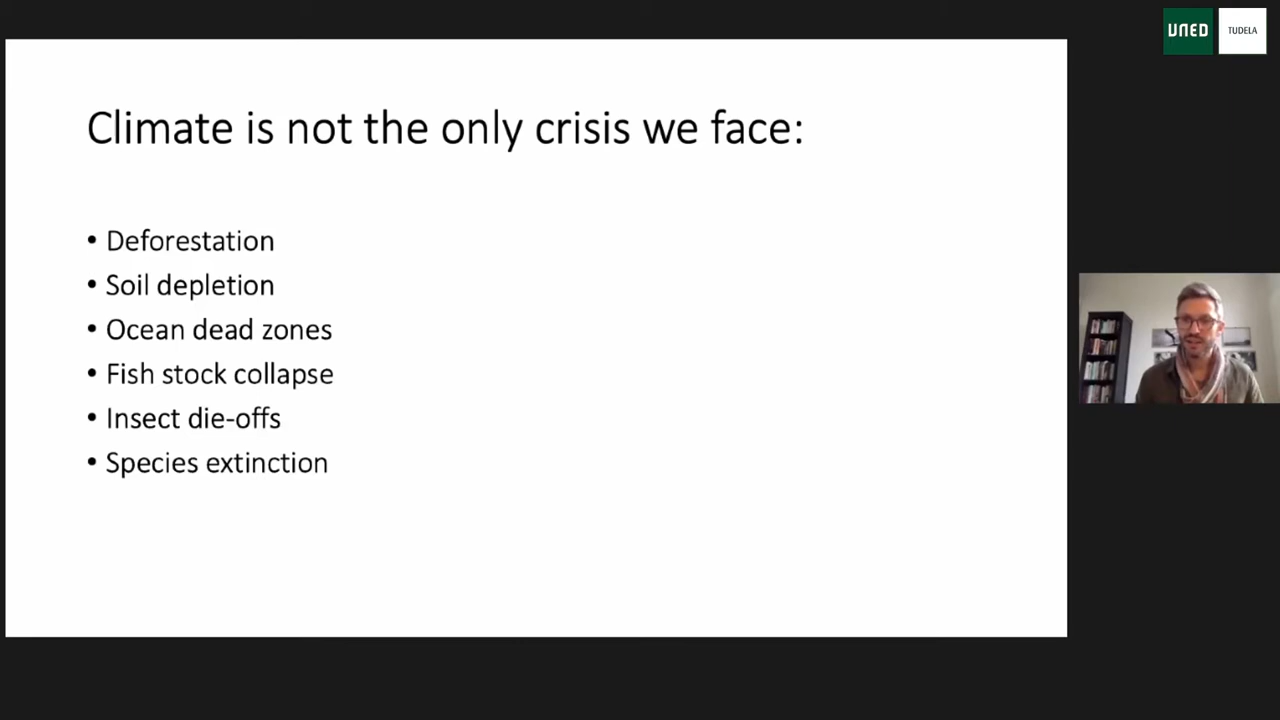 UNED
TUDELA
Climate is not the only crisis we face:
• Deforestation
• Soil depletion
• Ocean dead zones
• Fish stock collapse
• Insect die-offs
• Species extinction